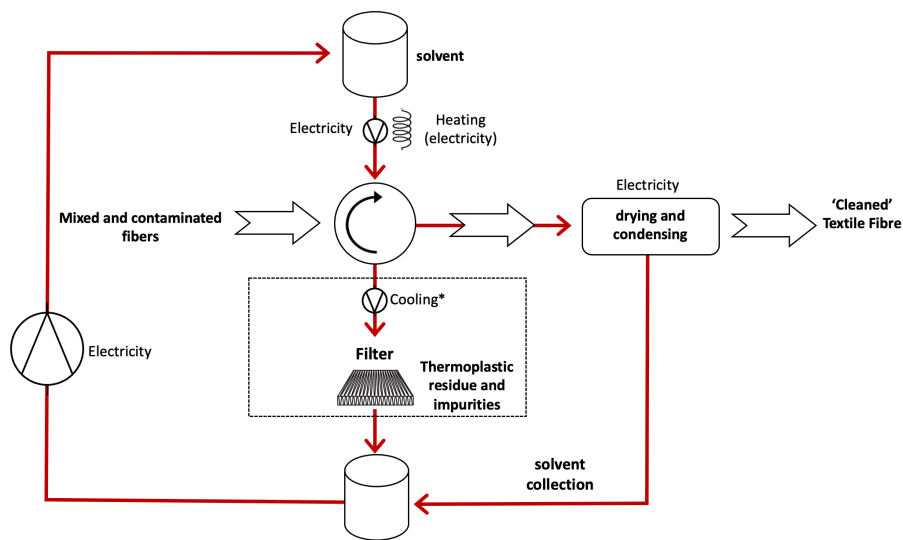 solvent
Electricity
Heating
(electricity)
Electricity
Mixed and contaminated
fibers
drying and
condensing
'Cleaned'
Textile Fibre
Cooling*
Electricity
Filter
Thermoplastic
residue and
impurities
solvent
collection